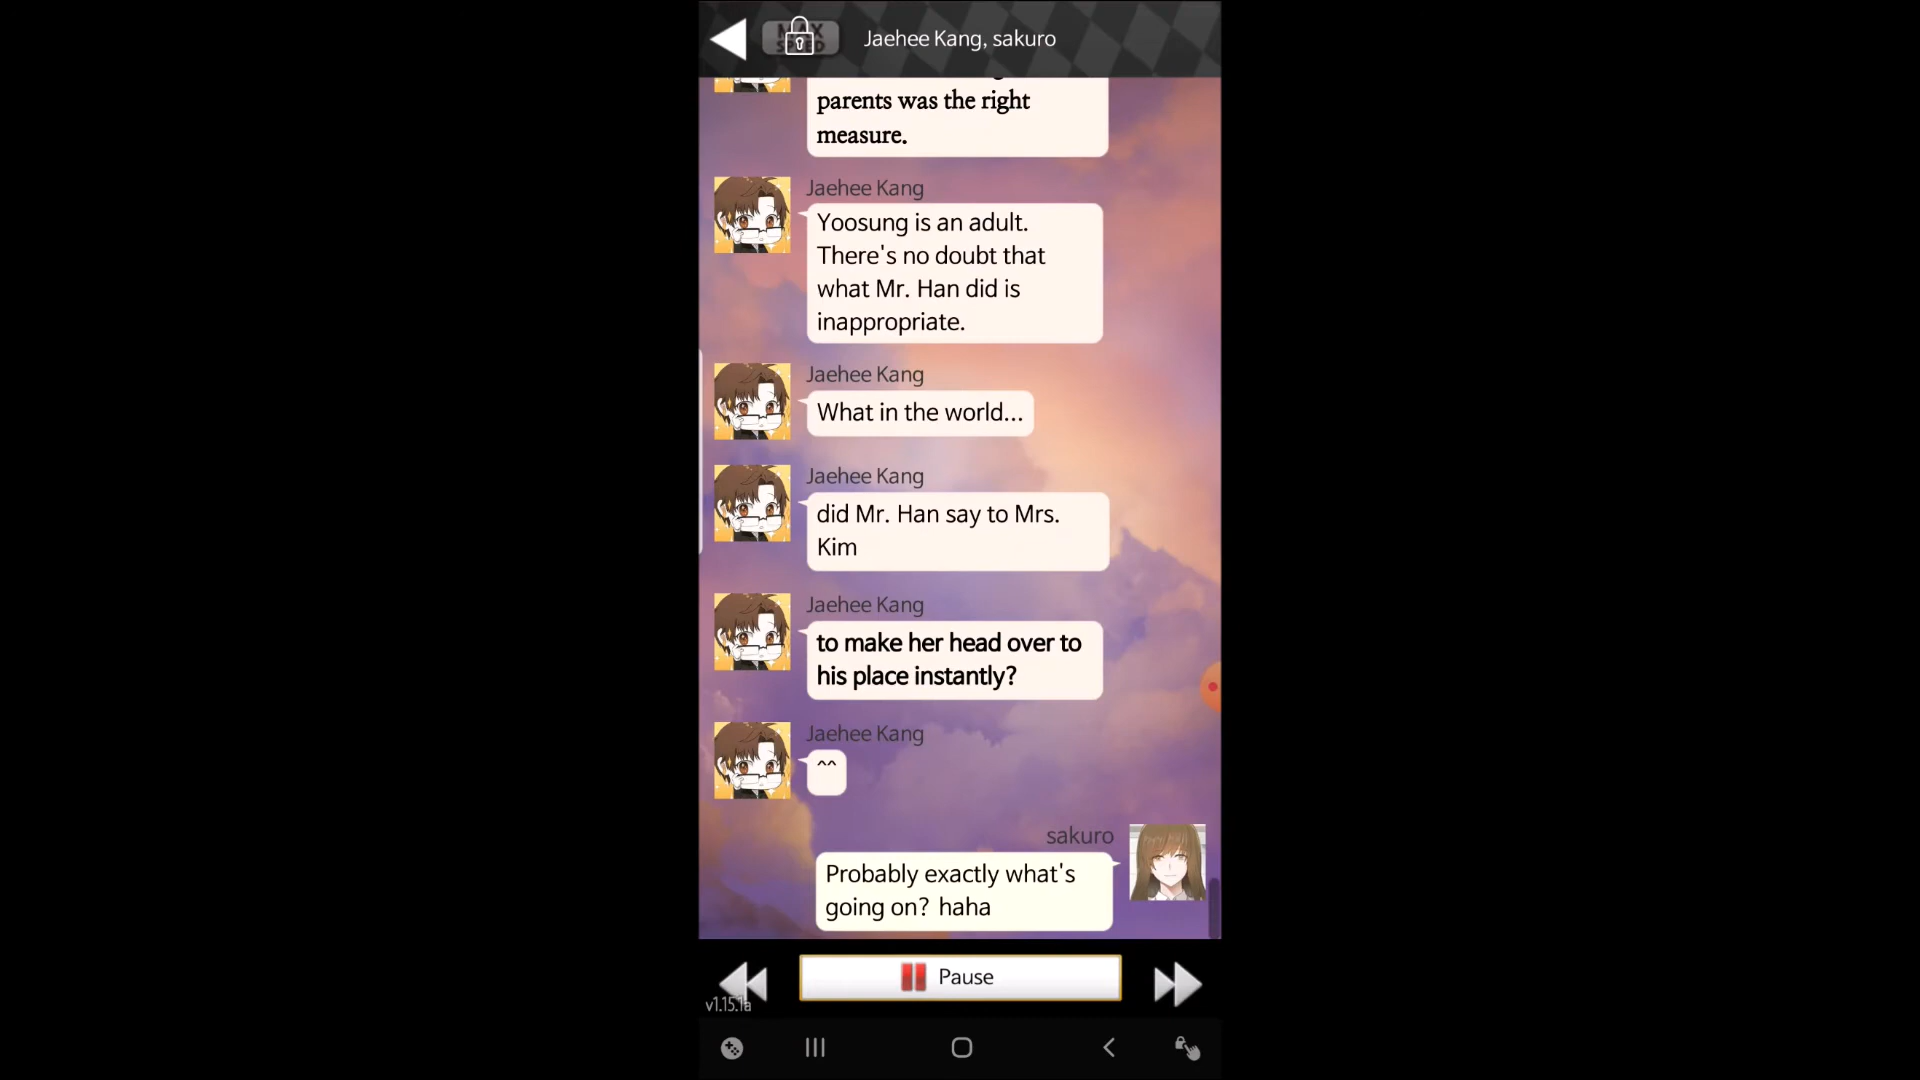 MAX
SPEED
Jaehee Kang, sakuro
parents was the right
measure.
Jaehee Kang
Yoosung is an adult.
There's no doubt that
what Mr. Han did is
inappropriate.
Jaehee Kang
What in the world...
Jaehee Kang
did Mr. Han say to Mrs.
Kim
Jaehee Kang
to make her head over to
his place instantly?
Jaehee Kang
^^
sakuro
Probably exactly what's
going on? haha
Pause
v1.15.1a